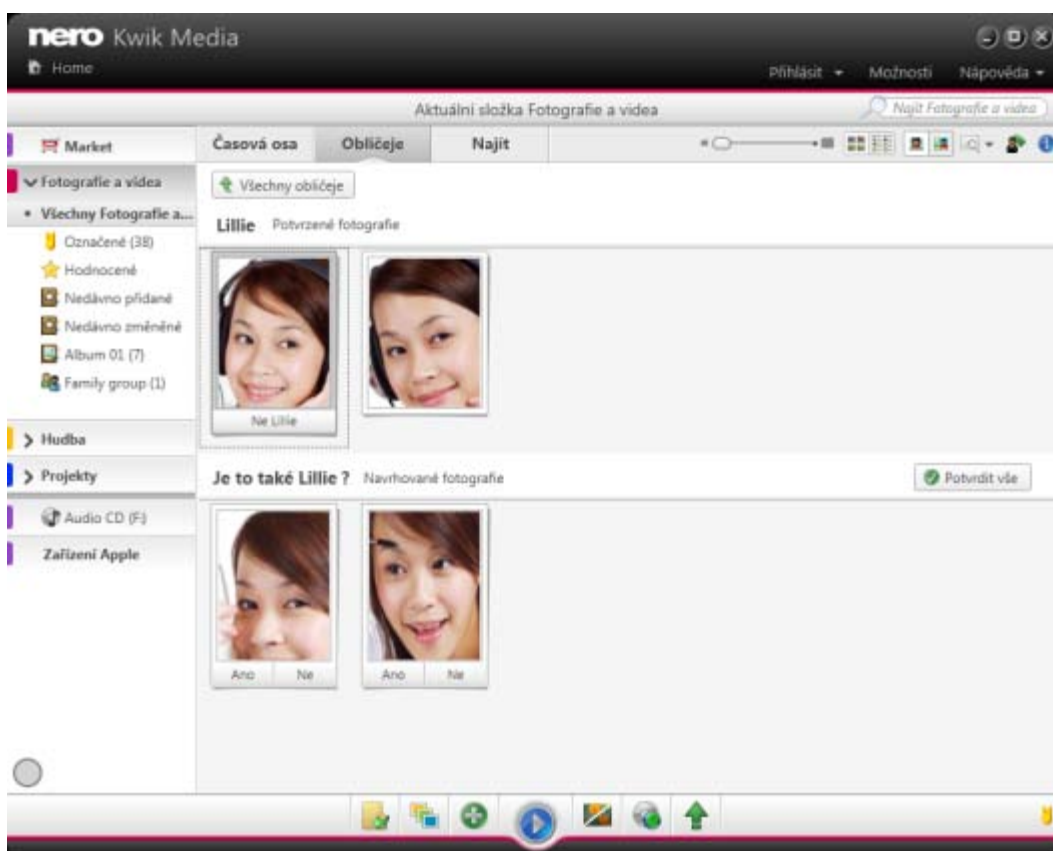 nero Kwik Media
Home
Přihlásit Možnosti Nápověda
Aktuální složka Fotografie a videa
Najít Fotografie a videa
Market
Časová osa Obličeje Najít
Fotografie a videa
Všechny obličeje
Všechny Fotografie a...
Lillie Potvrzené fotografie
Označené (38)
Hodnocené
Nedávno přidané
Nedávno změněné
Album 01 (7)
Family group (1)
Ne Lillie
Hudba
Projekty
Je to také Lillie ? Navrhované fotografie
Potvrdit vše
Audio CD (F:)
Zařízení Apple
Ano Ne
Ano Ne